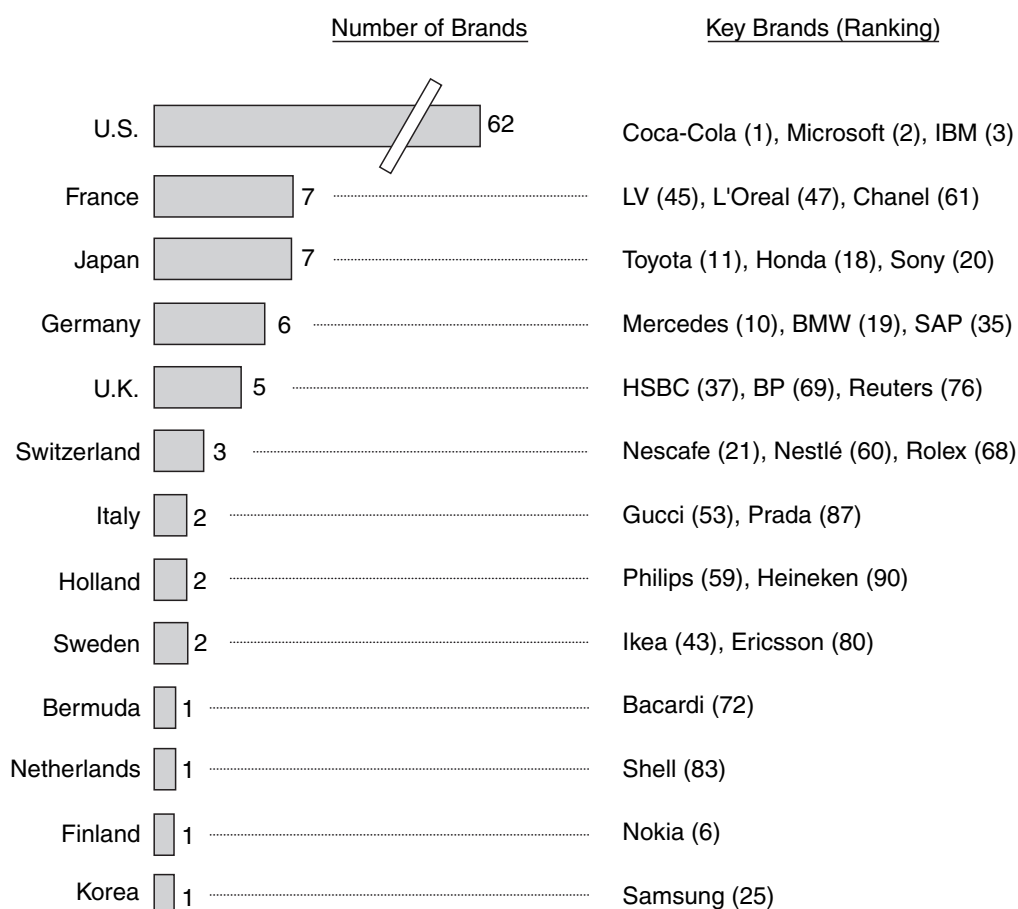 Number of Brands Key Brands (Ranking)
U.S. 62 Coca-Cola (1), Microsoft (2), IBM (3)
France 7 LV (45), L'Oreal (47), Chanel (61)
Japan 7 Toyota (11), Honda (18), Sony (20)
Germany 6 Mercedes (10), BMW (19), SAP (35)
U.K. 5 HSBC (37), BP (69), Reuters (76)
Switzerland 3 Nescafe (21), Nestlé (60), Rolex (68)
Italy 2 Gucci (53), Prada (87)
Holland 2 Philips (59), Heineken (90)
Sweden 2 Ikea (43), Ericsson (80)
Bermuda 1 Bacardi (72)
Netherlands 1 Shell (83)
Finland 1 Nokia (6)
Korea 1 Samsung (25)